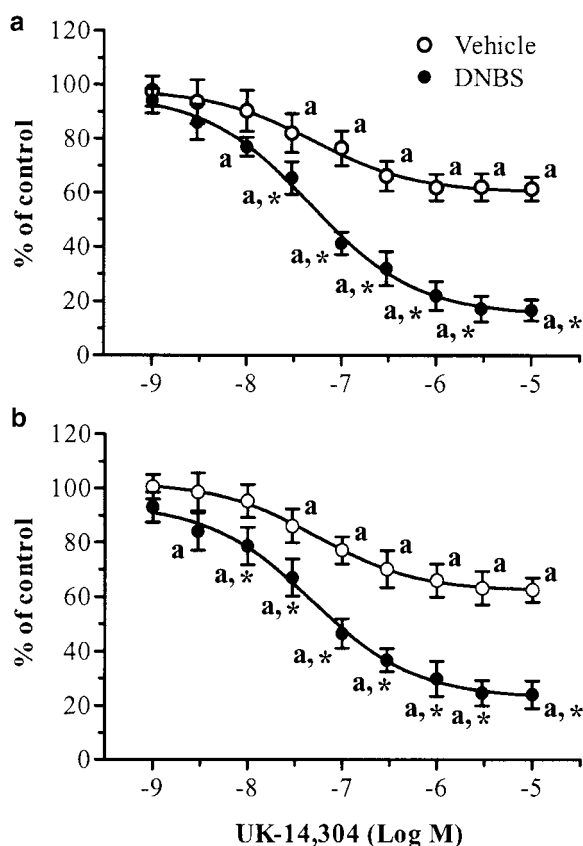 a
120
Vehicle
DNBS
100
80
60
40
20
0
% of control
a a a a a a a
a
a, *
a, *
a, *
a, *
a, *
a, *
-9 -8 -7 -6 -5
b
120
100
80
60
40
20
0
% of control
a a a a a a
a
a, *
a, *
a, *
a, *
a, *
a, *
a, *
-9 -8 -7 -6 -5
UK-14,304 (Log M)